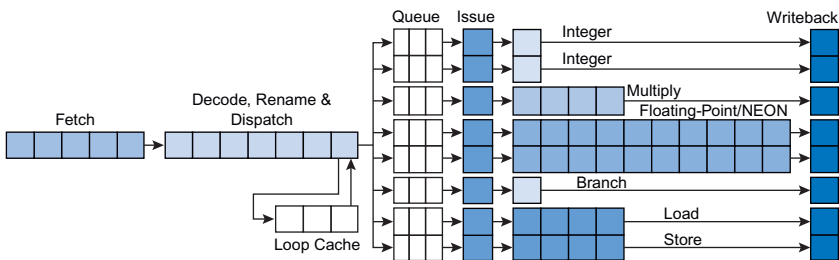 Queue
Issue
Writeback
Integer
Integer
Multiply
Floating-Point/NEON
Decode, Rename &
Dispatch
Fetch
Branch
Load
Loop Cache
Store